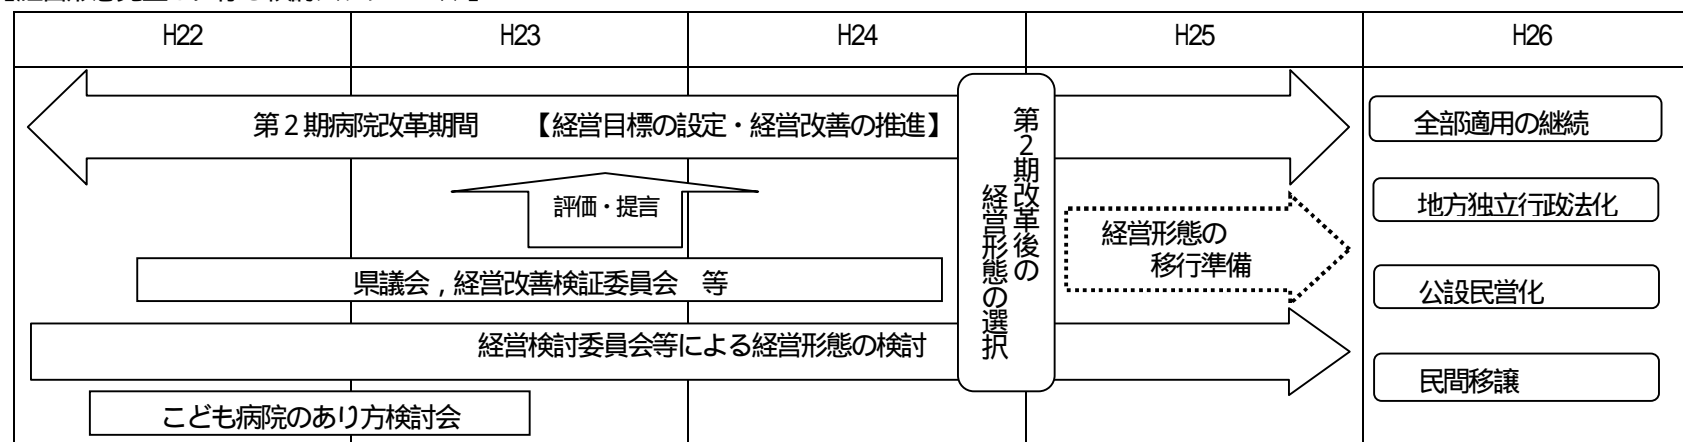 H22 H23 H24 H25 H26
第2期病院改革期間 【経営目標の設定・経営改善の推進】
評価・提言
県議会，経営改善検証委員会 等
経営検討委員会等による経営形態の検討
こども病院のあり方検討会
第2期改革後の
経営形態の選択
経営形態の
移行準備
全部適用の継続
地方独立行政法化
公設民営化
民間移譲